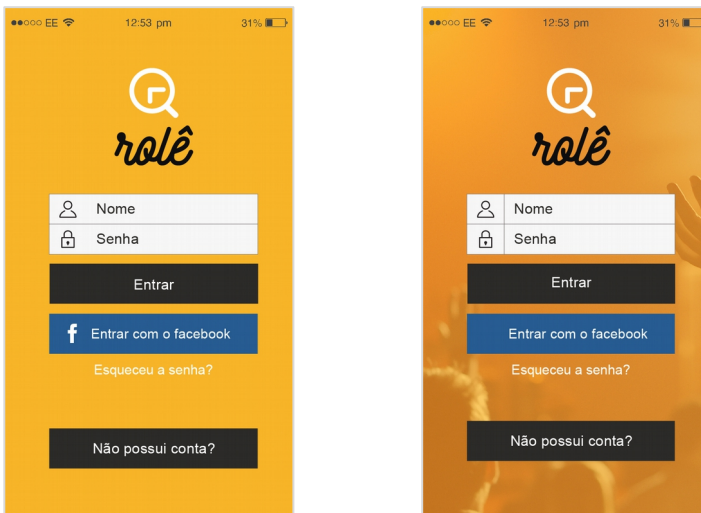 EE 12:53 pm 31%
rolê
Nome
Senha
Entrar
f Entrar com o facebook
Esqueceu a senha?
Não possui conta?
EE 12:53 pm 31%
rolê
Nome
Senha
Entrar
Entrar com o facebook
Esqueceu a senha?
Não possui conta?